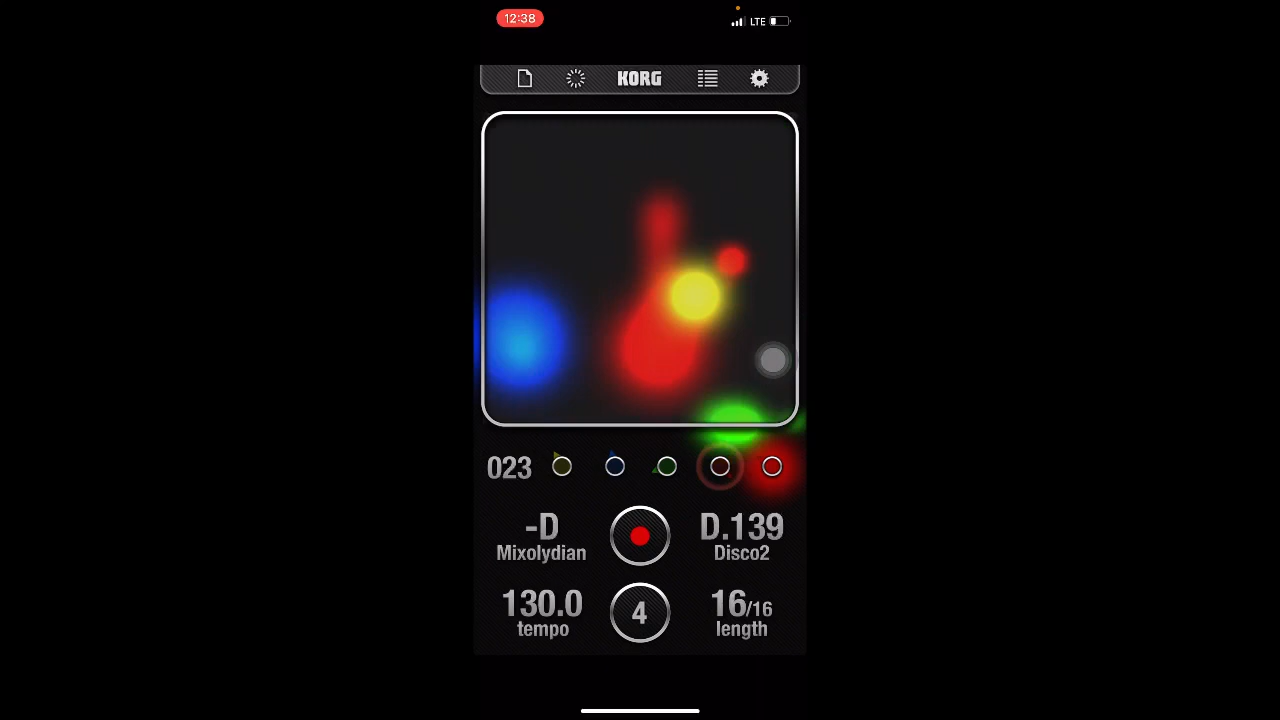 12:38
LTE
KORG
023
-D
Mixolydian
D.139
Disco2
130.0
tempo
4
16/16
length